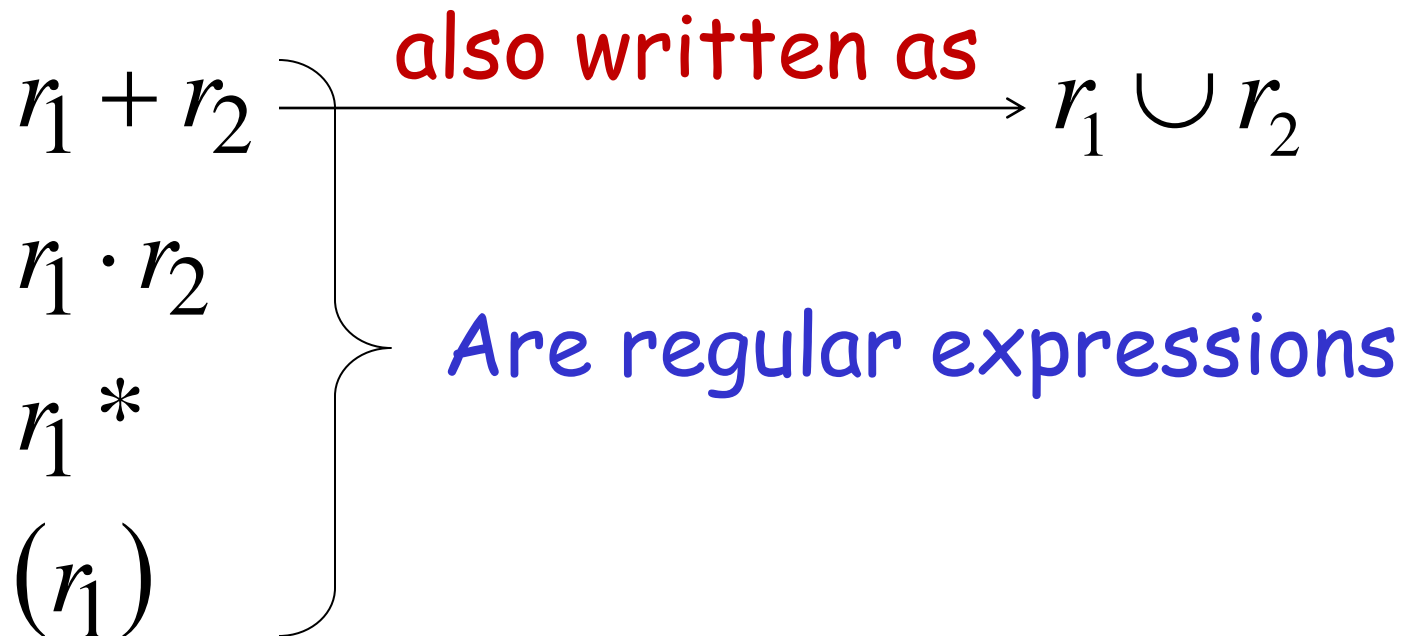 also written as
r₁ + r₂ → r₁ ∪ r₂
r₁ · r₂
Are regular expressions
r₁ *
(r₁)